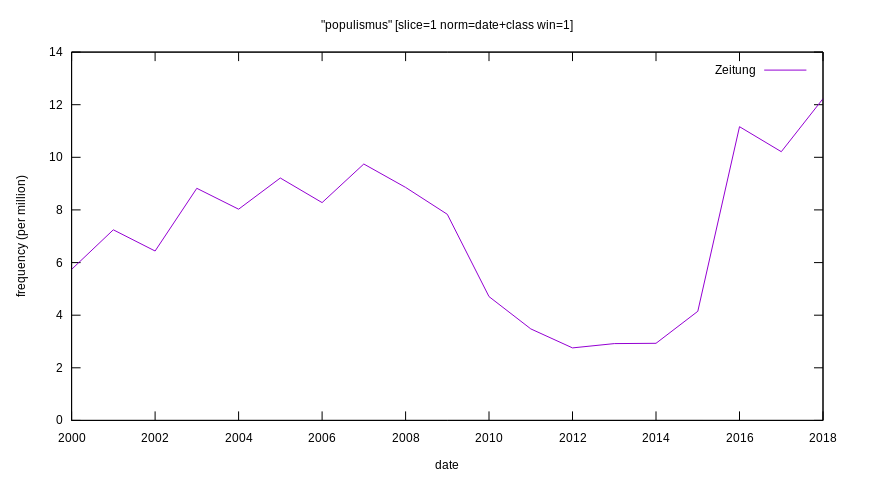 "populismus" [slice=1 norm=date+class win=1]
Zeitung
frequency (per million)
14
12
10
8
6
4
2
0
2000 2002 2004 2006 2008 2010 2012 2014 2016 2018
date